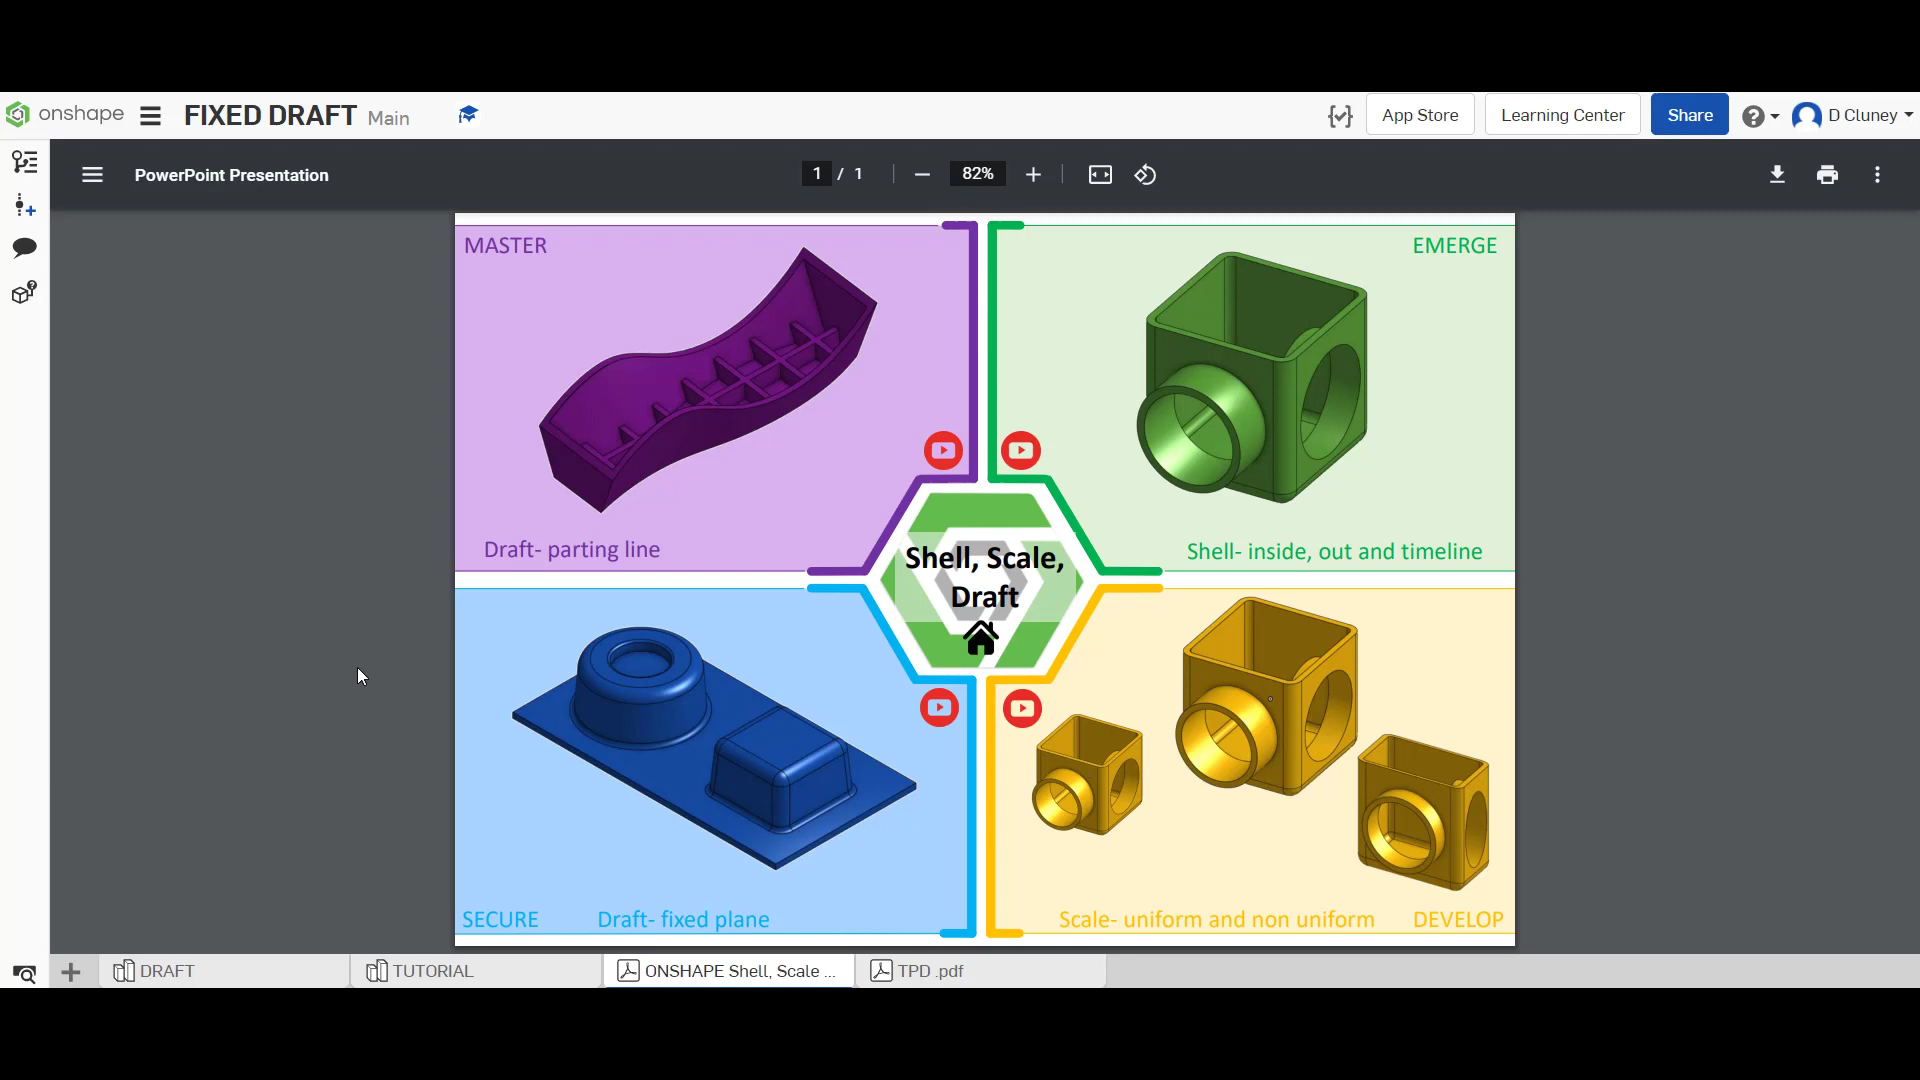 onshape
FIXED DRAFT Main
App Store
Learning Center
Share
D Cluney
PowerPoint Presentation
1 / 1
82%
MASTER
EMERGE
Draft- parting line
Shell- inside, out and timeline
Shell, Scale,
Draft
SECURE
Draft- fixed plane
Scale- uniform and non uniform
DEVELOP
DRAFT
TUTORIAL
ONSHAPE Shell, Scale ...
TPD .pdf